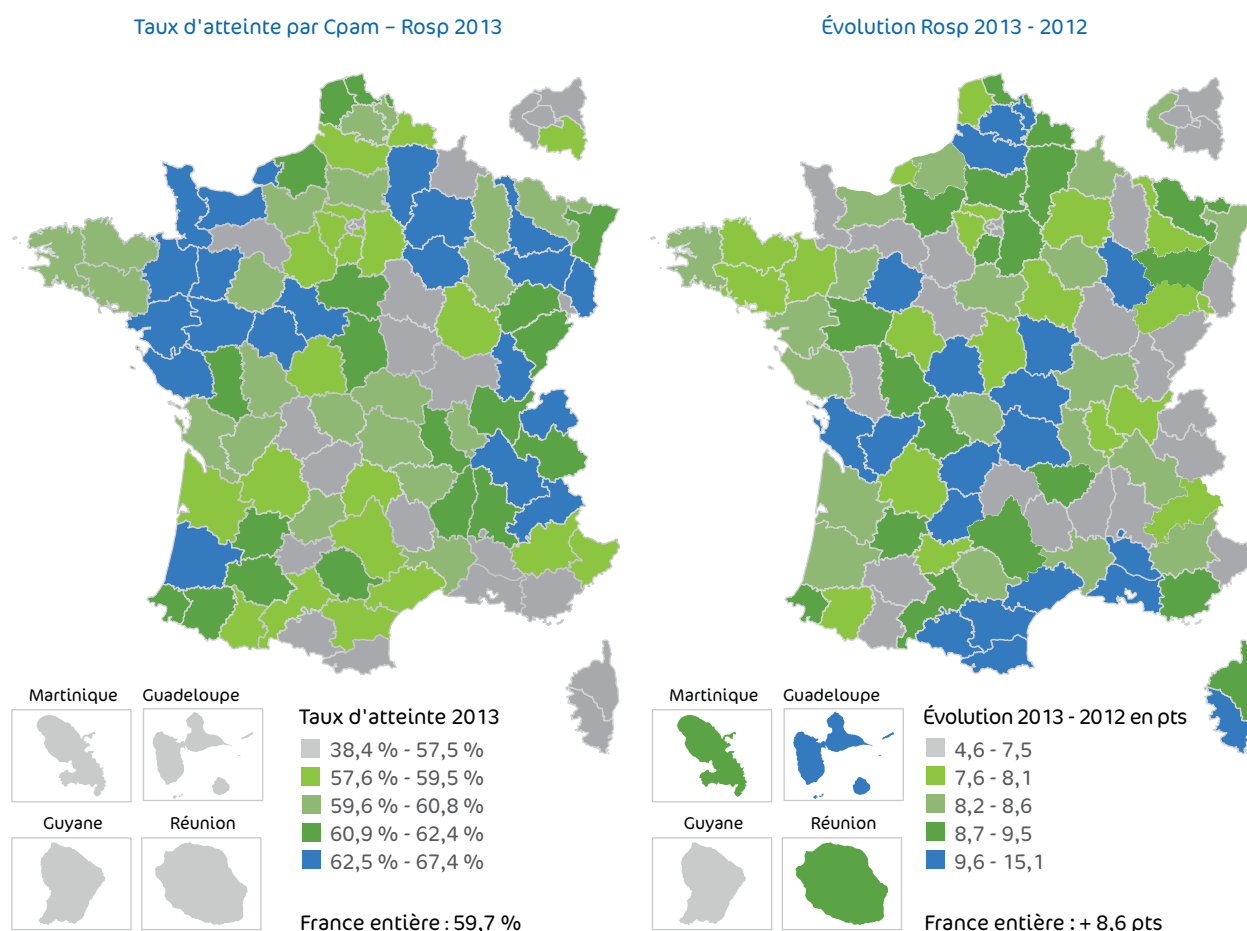 Taux d'atteinte par Cpam – Rosp 2013
Martinique
Guadeloupe
Guyane
Réunion
Taux d'atteinte 2013
38,4 % - 57,5 %
57,6 % - 59,5 %
59,6 % - 60,8 %
60,9 % - 62,4 %
62,5 % - 67,4 %
France entière : 59,7 %
Évolution Rosp 2013 - 2012
Martinique
Guadeloupe
Guyane
Réunion
Évolution 2013 - 2012 en pts
4,6 - 7,5
7,6 - 8,1
8,2 - 8,6
8,7 - 9,5
9,6 - 15,1
France entière : + 8,6 pts